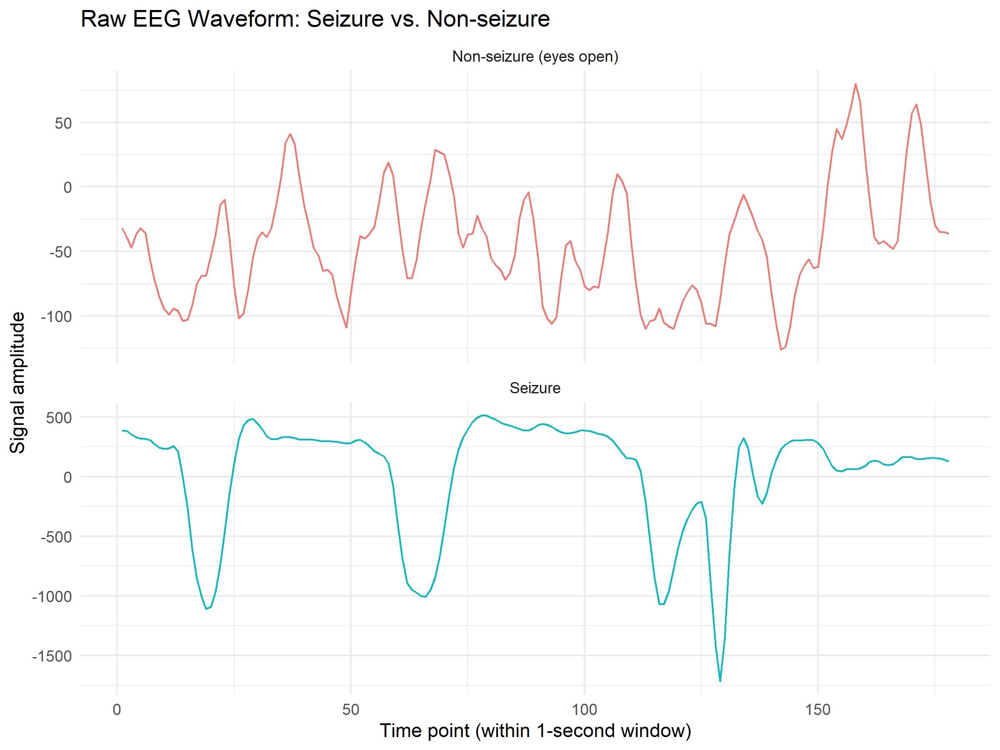 Raw EEG Waveform: Seizure vs. Non-seizure
Non-seizure (eyes open)
50
0
-50
-100
Signal amplitude
Seizure
500
0
-500
-1000
-1500
0 50 100 150
Time point (within 1-second window)